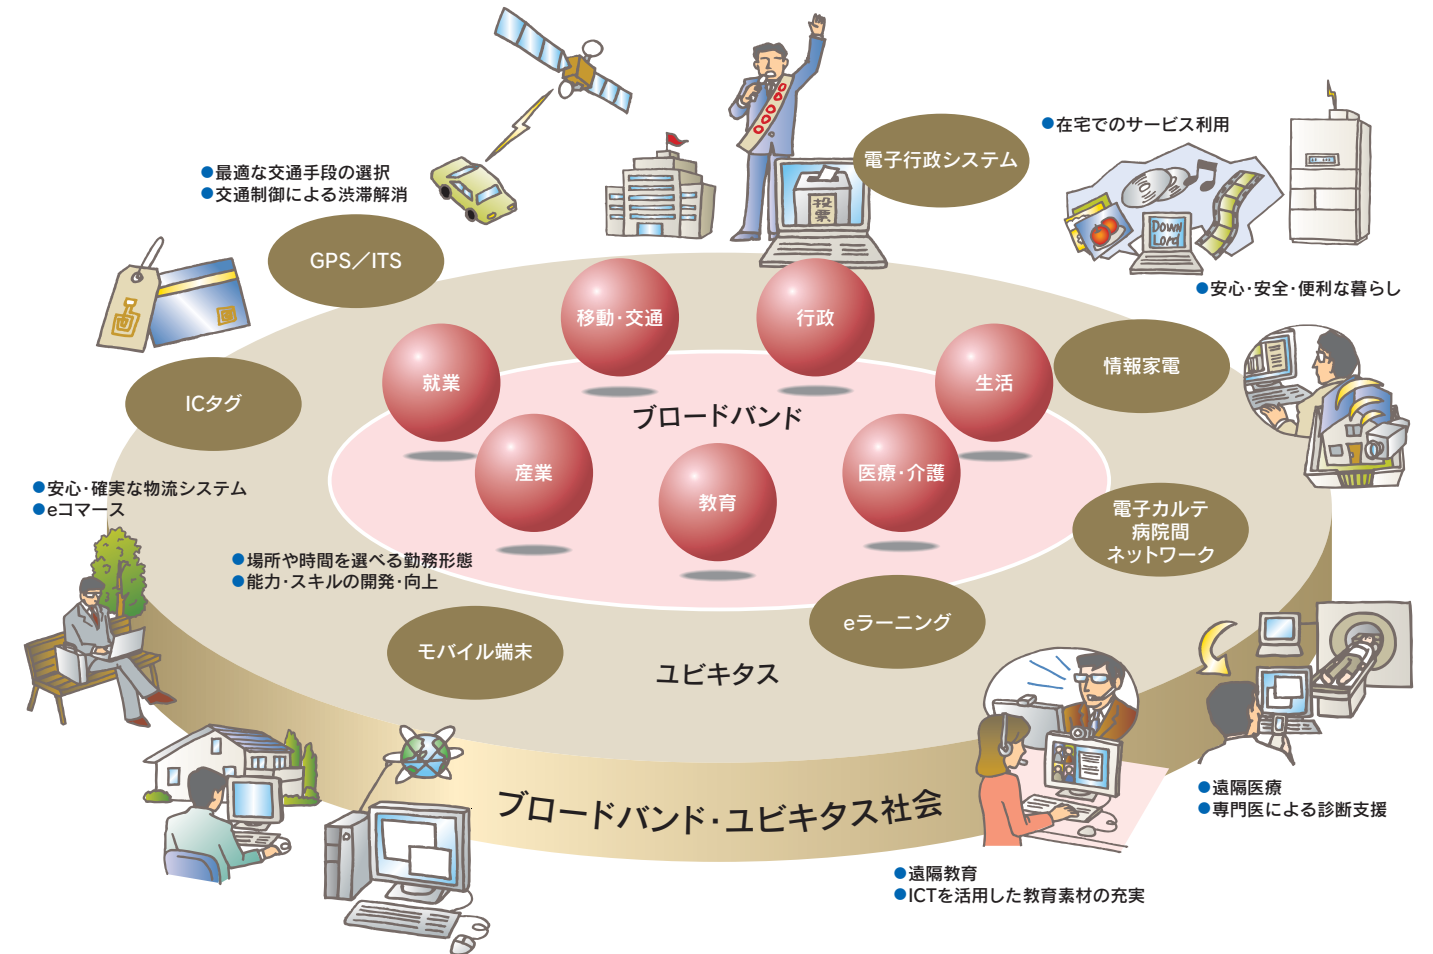 ●在宅でのサービス利用
電子行政システム
●最適な交通手段の選択
●交通制御による渋滞解消
投
票
DOWN
LorD
GPS／ITS
●安心・安全・便利な暮らし
移動・交通
行政
就業
生活
情報家電
ICタグ
ブロードバンド
産業
医療・介護
教育
●安心・確実な物流システム
●eコマース
電子カルテ
病院間
ネットワーク
●場所や時間を選べる勤務形態
●能力・スキルの開発・向上
eラーニング
モバイル端末
ユビキタス
ブロードバンド・ユビキタス社会
●遠隔医療
●専門医による診断支援
●遠隔教育
●ICTを活用した教育素材の充実